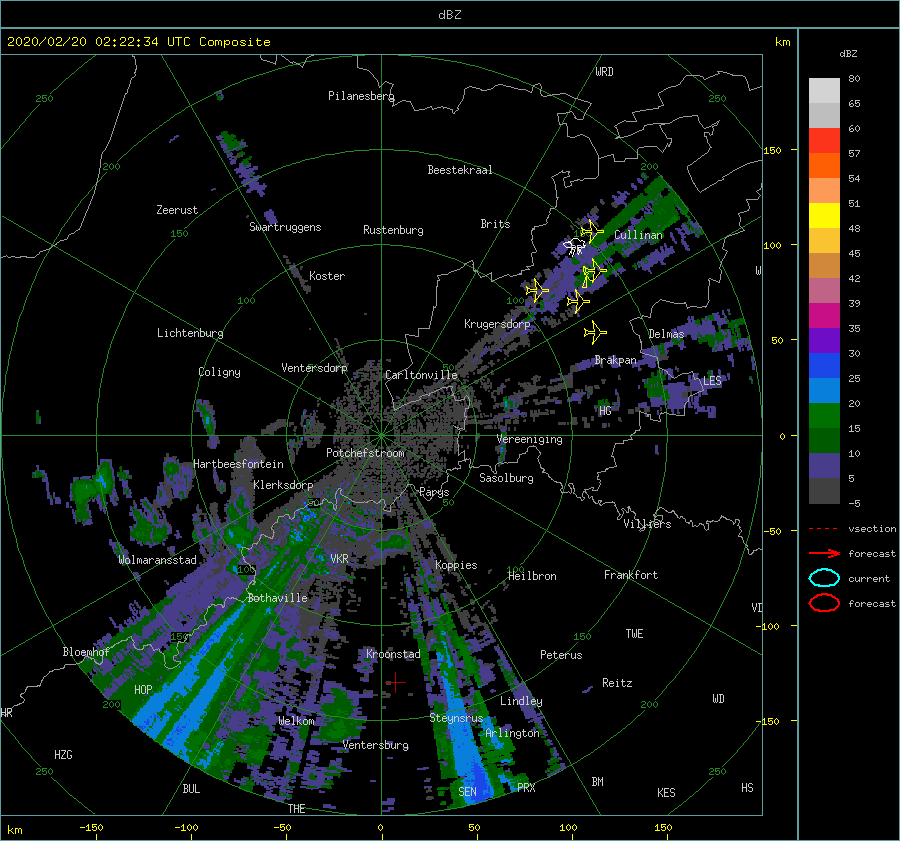 dBZ
2020/02/20 02:22:34 UTC Composite
km
dBZ
WRD
250
250
Pilanesberg
80
65
60
57
54
51
48
45
42
39
35
30
25
20
15
10
5
-5
150
200
200
Beestekraal
Zeerust
150
Swartruggens
Rustenburg
Brits
Cullinan
100
W
Koster
100
100
Krugersdorp
Lichtenburg
Delmas
50
Brakpan
Coligny
Ventersdorp
Carltonville
LES
HG
Vereeniging
0
Potchefstroom
Hartbeesfontein
Sasolburg
Klerksdorp
Parys
50
50
Villiers
-50
vsection
forecast
current
forecast
Wolmaransstad
VKR
Koppies
100
100
Heilbron
Frankfort
Bothaville
VD
-100
150
150
TWE
Bloemhof
Kroonstad
Peterus
HOP
Reitz
WD
HR
200
200
Lindley
Welkom
Steynsrus
-150
Arlington
Ventersburg
HZG
250
250
BUL
SEN
PRX
BM
KES
HS
THE
km
-150
-100
-50
0
50
100
150